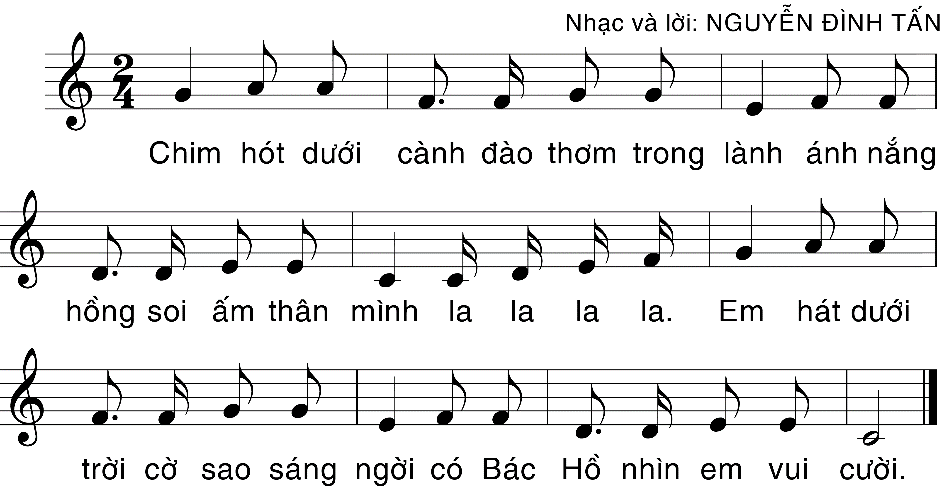 Nhạc và lời: NGUYỄN ĐÌNH TẤN
2
4
Chim hót dưới cành đào thơm trong lành ánh nắng
hồng soi ấm thân mình la la la la. Em hát dưới
trời cờ sao sáng ngời có Bác Hồ nhìn em vui cười.